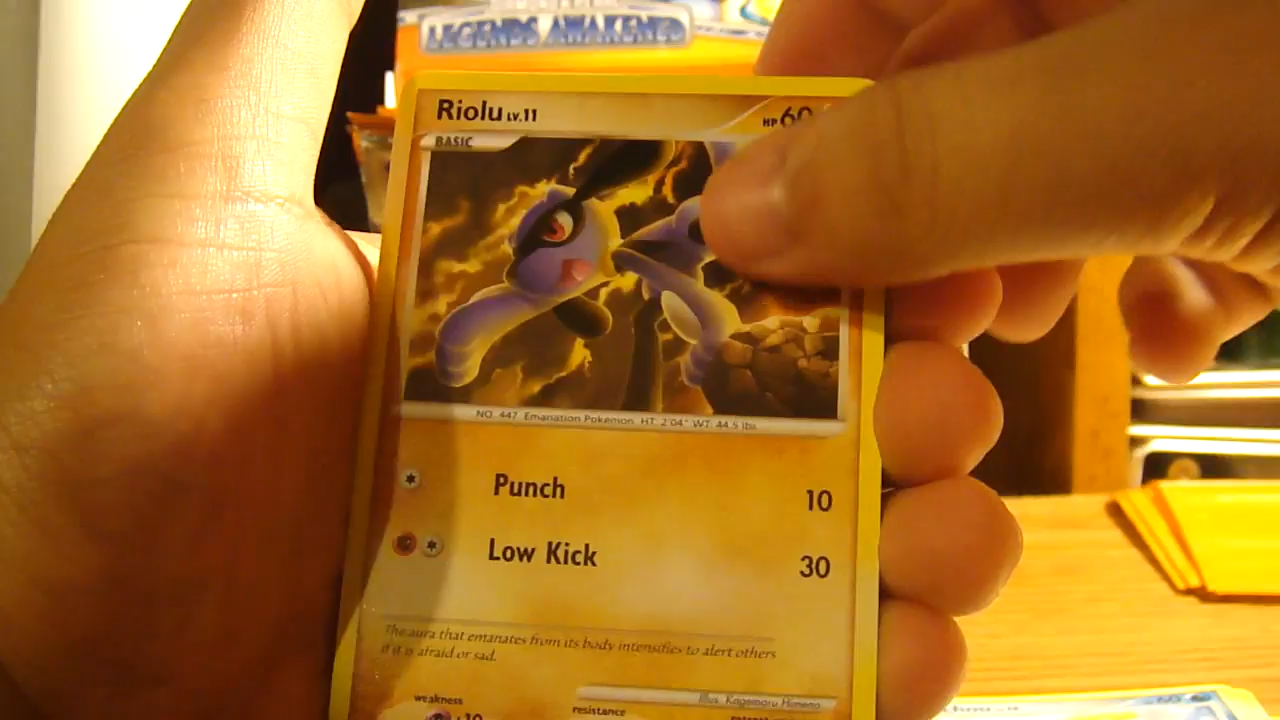 LEGENDS AWAKENED
Riolu LV.11
HP 60
BASIC
NO. 447 Emanation Pokémon HT: 2'04" WT: 44.5 lbs.
Punch 10
Low Kick 30
The aura that emanates from its body intensifies to alert others
if it is afraid or sad.
Illus. Kagemaru Himeno
weakness
resistance
+10